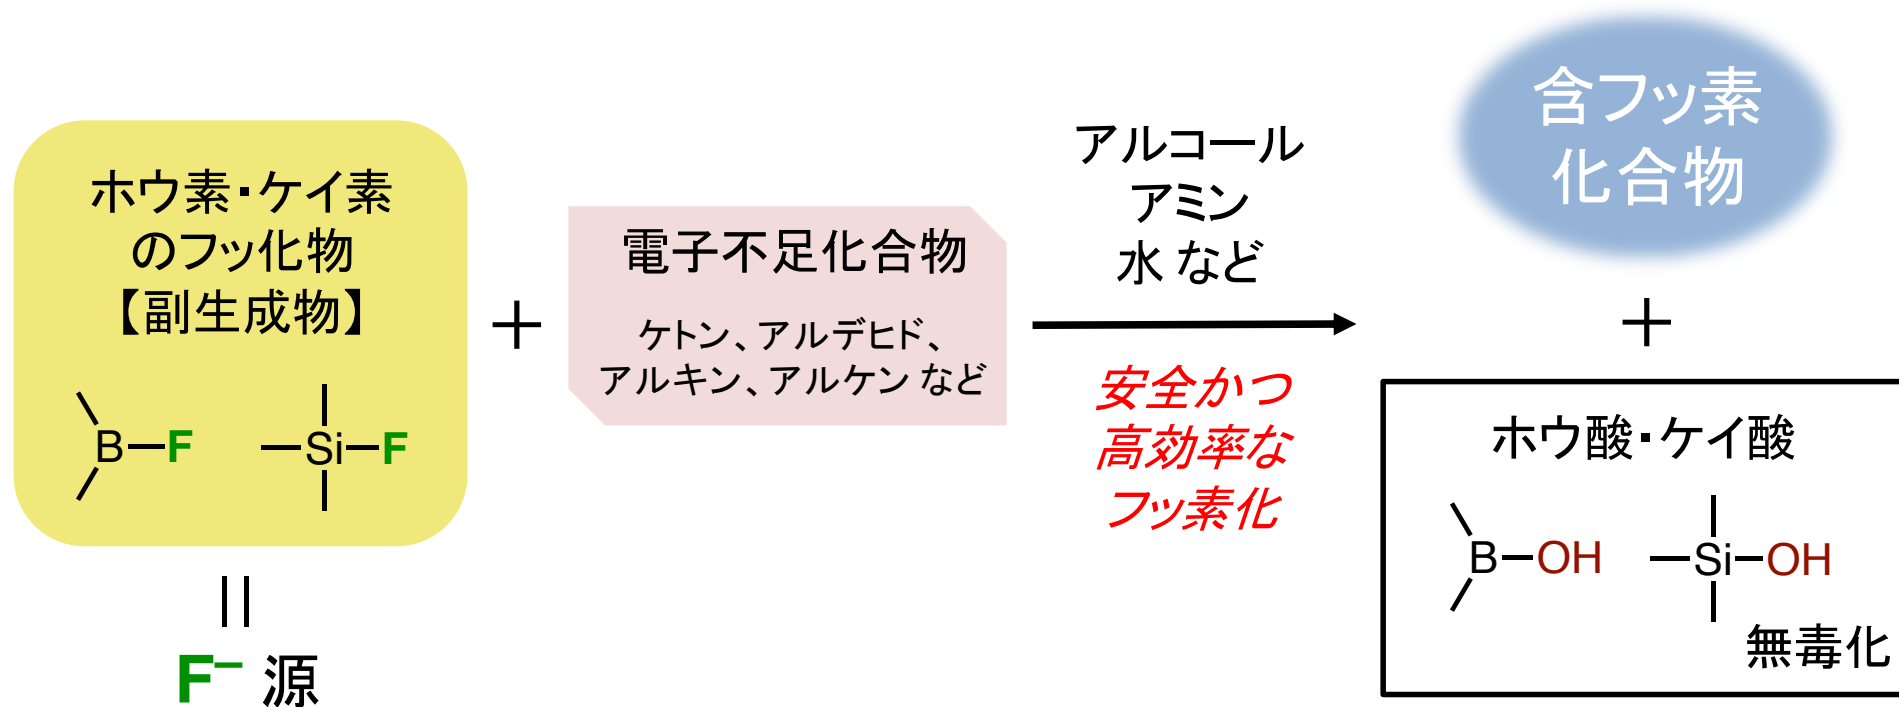 ホウ素・ケイ素
のフッ化物
【副生成物】
B−F
Si−F
F− 源
+
電子不足化合物
ケトン、アルデヒド、
アルキン、アルケン など
アルコール
アミン
水 など
安全かつ
高効率な
フッ素化
含フッ素
化合物
+
ホウ酸・ケイ酸
B−OH
Si−OH
無毒化